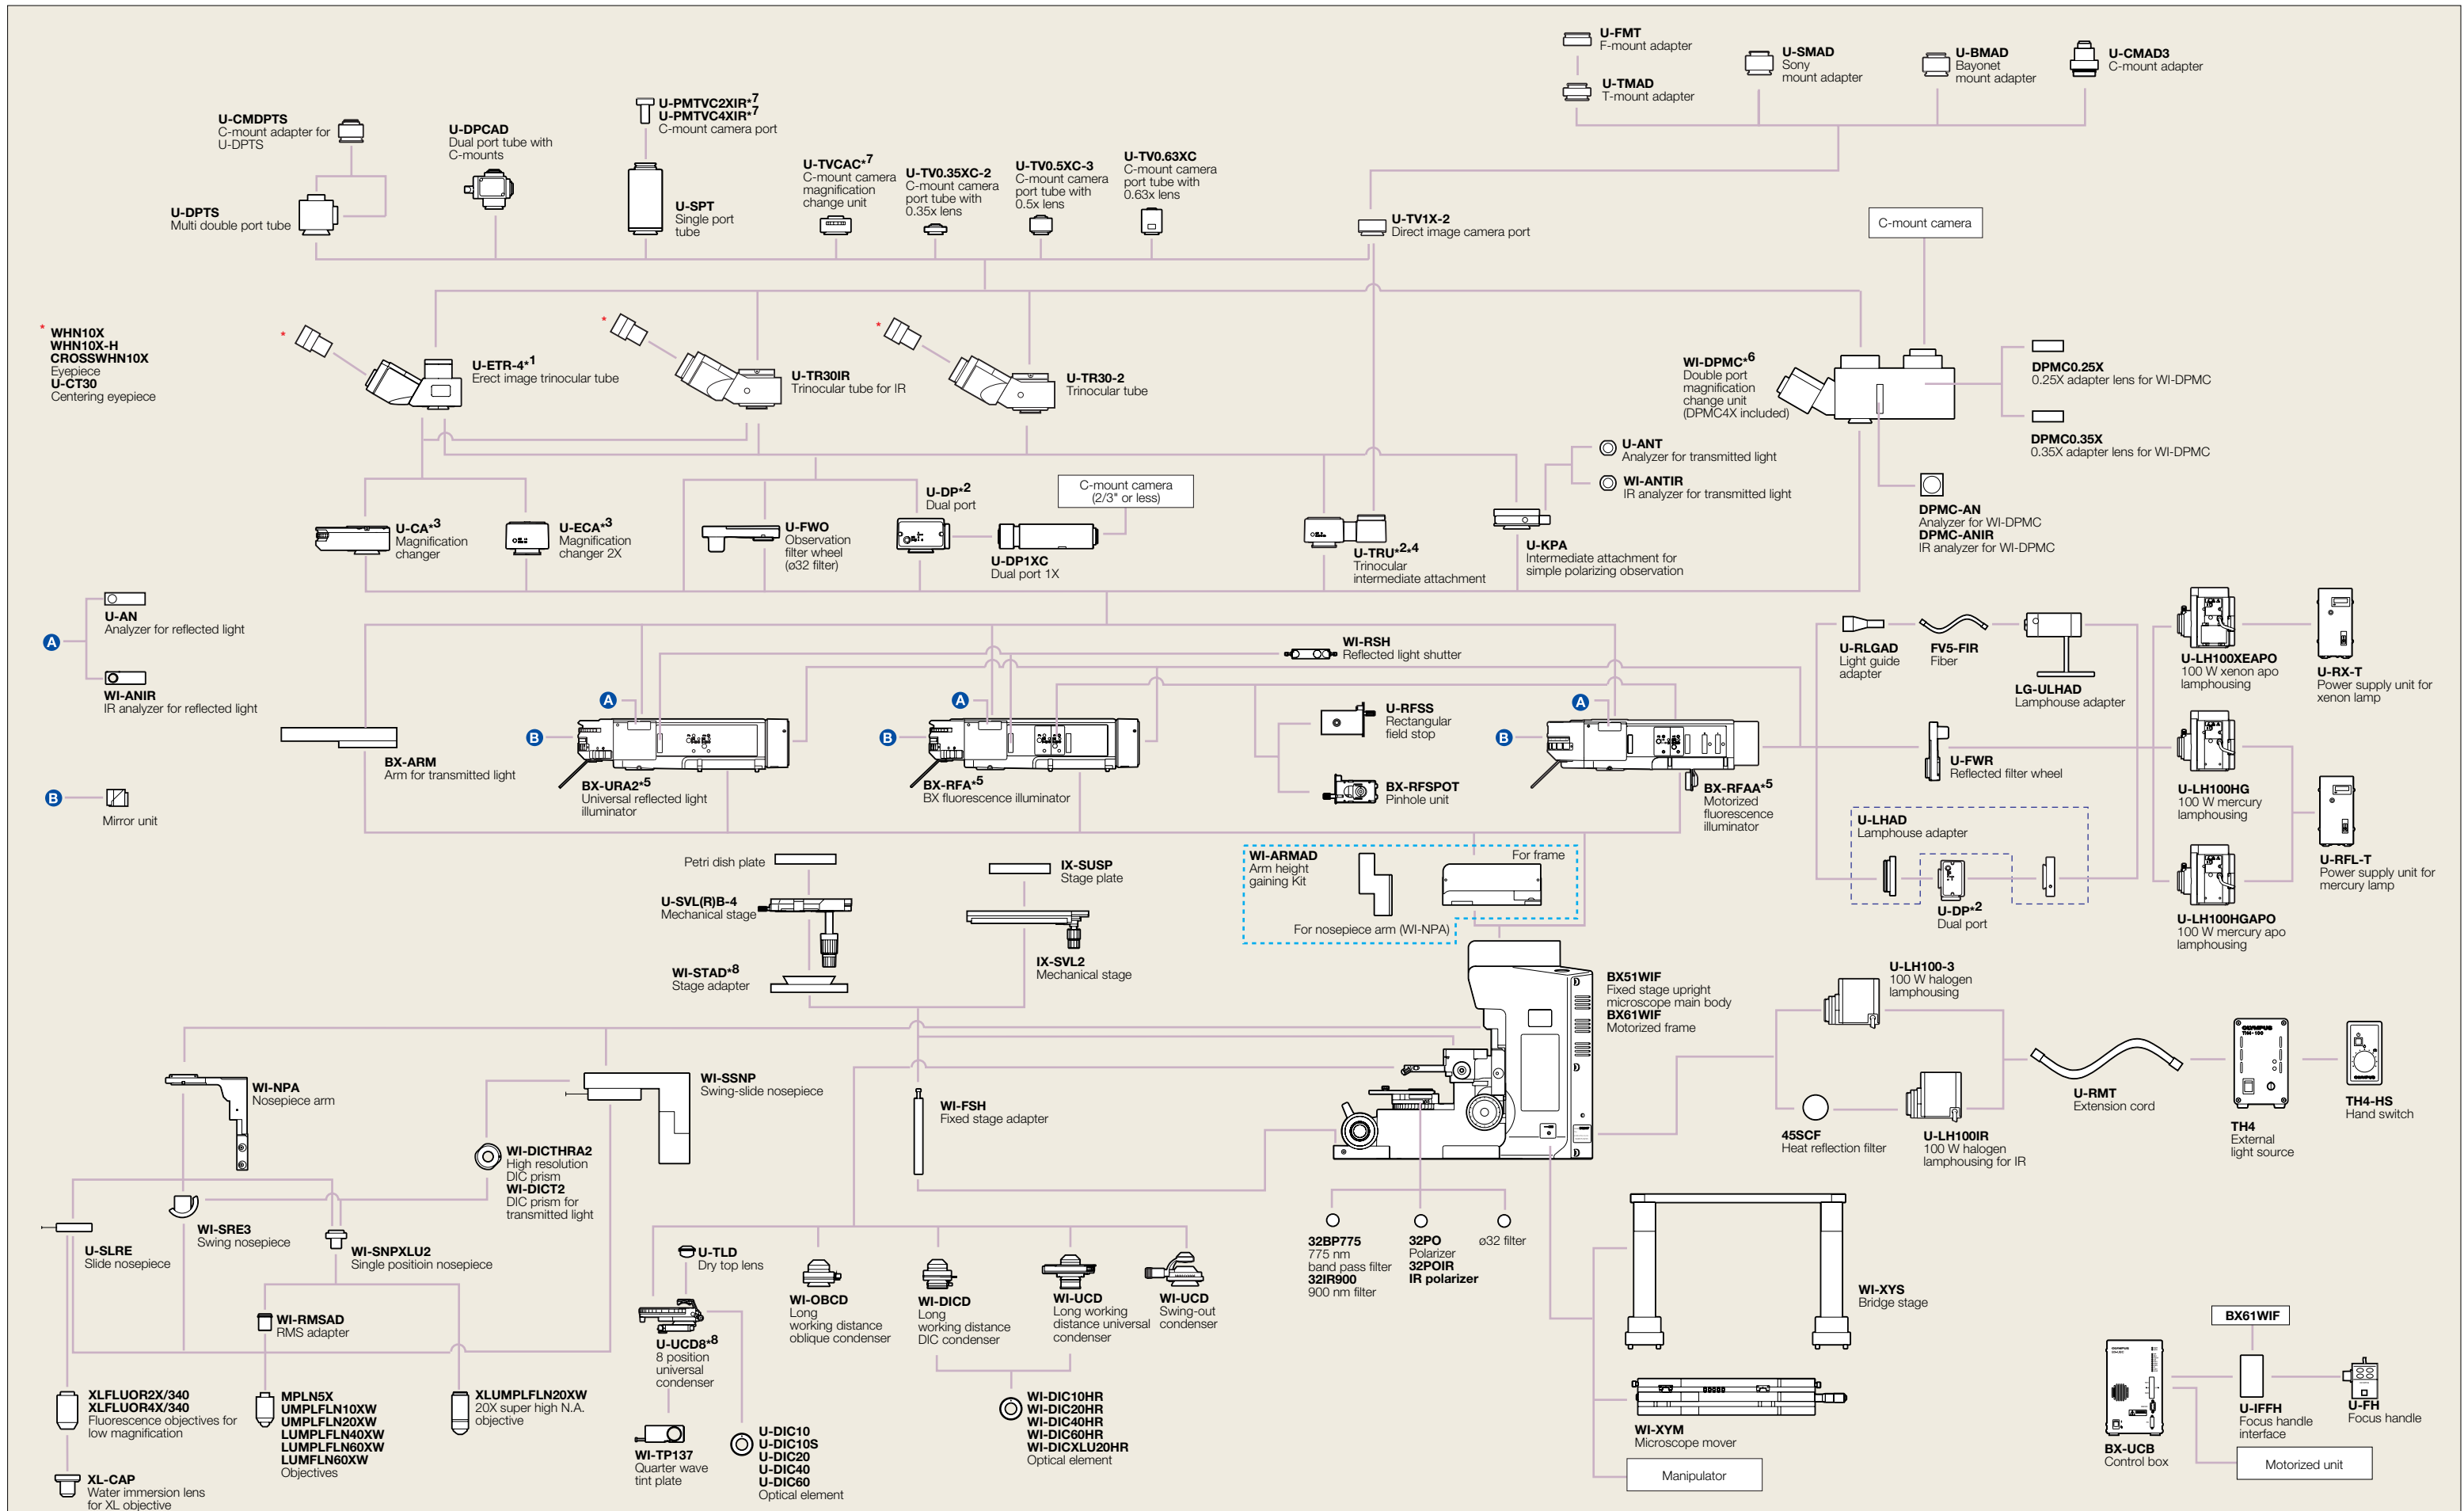 U-FMT
F-mount adapter
U-TMAD
T-mount adapter
U-SMAD
Sony
mount adapter
U-BMAD
Bayonet
mount adapter
U-CMAD3
C-mount adapter
U-CMDPTS
C-mount adapter for
U-DPTS
U-DPCAD
Dual port tube with
C-mounts
U-PMTVC2XIR*7
U-PMTVC4XIR*7
C-mount camera port
U-DPTS
Multi double port tube
U-SPT
Single port
tube
U-TVCAC*7
C-mount camera
magnification
change unit
U-TV0.35XC-2
C-mount camera
port tube with
0.35x lens
U-TV0.5XC-3
C-mount camera
port tube with
0.5x lens
U-TV0.63XC
C-mount camera
port tube with
0.63x lens
U-TV1X-2
Direct image camera port
C-mount camera
* WHN10X
WHN10X-H
CROSSWHN10X
Eyepiece
U-CT30
Centering eyepiece
*
U-ETR-4*1
Erect image trinocular tube
*
U-TR30IR
Trinocular tube for IR
*
U-TR30-2
Trinocular tube
WI-DPMC*6
Double port
magnification
change unit
(DPMC4X included)
DPMC0.25X
0.25X adapter lens for WI-DPMC
DPMC0.35X
0.35X adapter lens for WI-DPMC
U-ANT
Analyzer for transmitted light
WI-ANTIR
IR analyzer for transmitted light
DPMC-AN
Analyzer for WI-DPMC
DPMC-ANIR
IR analyzer for WI-DPMC
U-CA*3
Magnification
changer
U-ECA*3
Magnification
changer 2X
U-FWO
Observation
filter wheel
(ø32 filter)
U-DP*2
Dual port
C-mount camera
(2/3" or less)
U-DP1XC
Dual port 1X
U-TRU*2*4
Trinocular
intermediate attachment
U-KPA
Intermediate attachment for
simple polarizing observation
A
U-AN
Analyzer for reflected light
WI-ANIR
IR analyzer for reflected light
B
Mirror unit
BX-ARM
Arm for transmitted light
A
B
BX-URA2*5
Universal reflected light
illuminator
A
B
BX-RFA*5
BX fluorescence illuminator
WI-RSH
Reflected light shutter
U-RFSS
Rectangular
field stop
BX-RFSPOT
Pinhole unit
A
B
BX-RFAA*5
Motorized
fluorescence
illuminator
U-RLGAD
Light guide
adapter
FV5-FIR
Fiber
LG-ULHAD
Lamphouse adapter
U-FWR
Reflected filter wheel
U-LHAD
Lamphouse adapter
U-DP*2
Dual port
U-LH100XEAPO
100 W xenon apo
lamphousing
U-RX-T
Power supply unit for
xenon lamp
U-LH100HG
100 W mercury
lamphousing
U-RFL-T
Power supply unit for
mercury lamp
U-LH100HGAPO
100 W mercury apo
lamphousing
Petri dish plate
U-SVL(R)B-4
Mechanical stage
WI-STAD*8
Stage adapter
IX-SUSP
Stage plate
IX-SVL2
Mechanical stage
WI-ARMAD
Arm height
gaining Kit
For frame
For nosepiece arm (WI-NPA)
BX51WIF
Fixed stage upright
microscope main body
BX61WIF
Motorized frame
U-LH100-3
100 W halogen
lamphousing
45SCF
Heat reflection filter
U-LH100IR
100 W halogen
lamphousing for IR
U-RMT
Extension cord
OLYMPUS
TH4-100
TH4
External
light source
OLYMPUS
TH4-HS
Hand switch
WI-NPA
Nosepiece arm
WI-SSNP
Swing-slide nosepiece
WI-FSH
Fixed stage adapter
WI-DICTHRA2
High resolution
DIC prism
WI-DICT2
DIC prism for
transmitted light
U-SLRE
Slide nosepiece
WI-SRE3
Swing nosepiece
WI-SNPXLU2
Single positioin nosepiece
WI-RMSAD
RMS adapter
XLFLUOR2X/340
XLFLUOR4X/340
Fluorescence objectives for
low magnification
XL-CAP
Water immersion lens
for XL objective
MPLN5X
UMPLFLN10XW
UMPLFLN20XW
LUMPLFLN40XW
LUMPLFLN60XW
LUMFLN60XW
Objectives
XLUMPLFLN20XW
20X super high N.A.
objective
U-TLD
Dry top lens
U-UCD8*8
8 position
universal
condenser
WI-TP137
Quarter wave
tint plate
U-DIC10
U-DIC10S
U-DIC20
U-DIC40
U-DIC60
Optical element
WI-OBCD
Long
working distance
oblique condenser
WI-DICD
Long
working distance
DIC condenser
WI-UCD
Long working
distance universal
condenser
WI-UCD
Swing-out
condenser
WI-DIC10HR
WI-DIC20HR
WI-DIC40HR
WI-DIC60HR
WI-DICXLU20HR
Optical element
32BP775
775 nm
band pass filter
32IR900
900 nm filter
32PO
Polarizer
32POIR
IR polarizer
ø32 filter
WI-XYS
Bridge stage
WI-XYM
Microscope mover
Manipulator
BX61WIF
BX-UCB
Control box
U-IFFH
Focus handle
interface
U-FH
Focus handle
Motorized unit